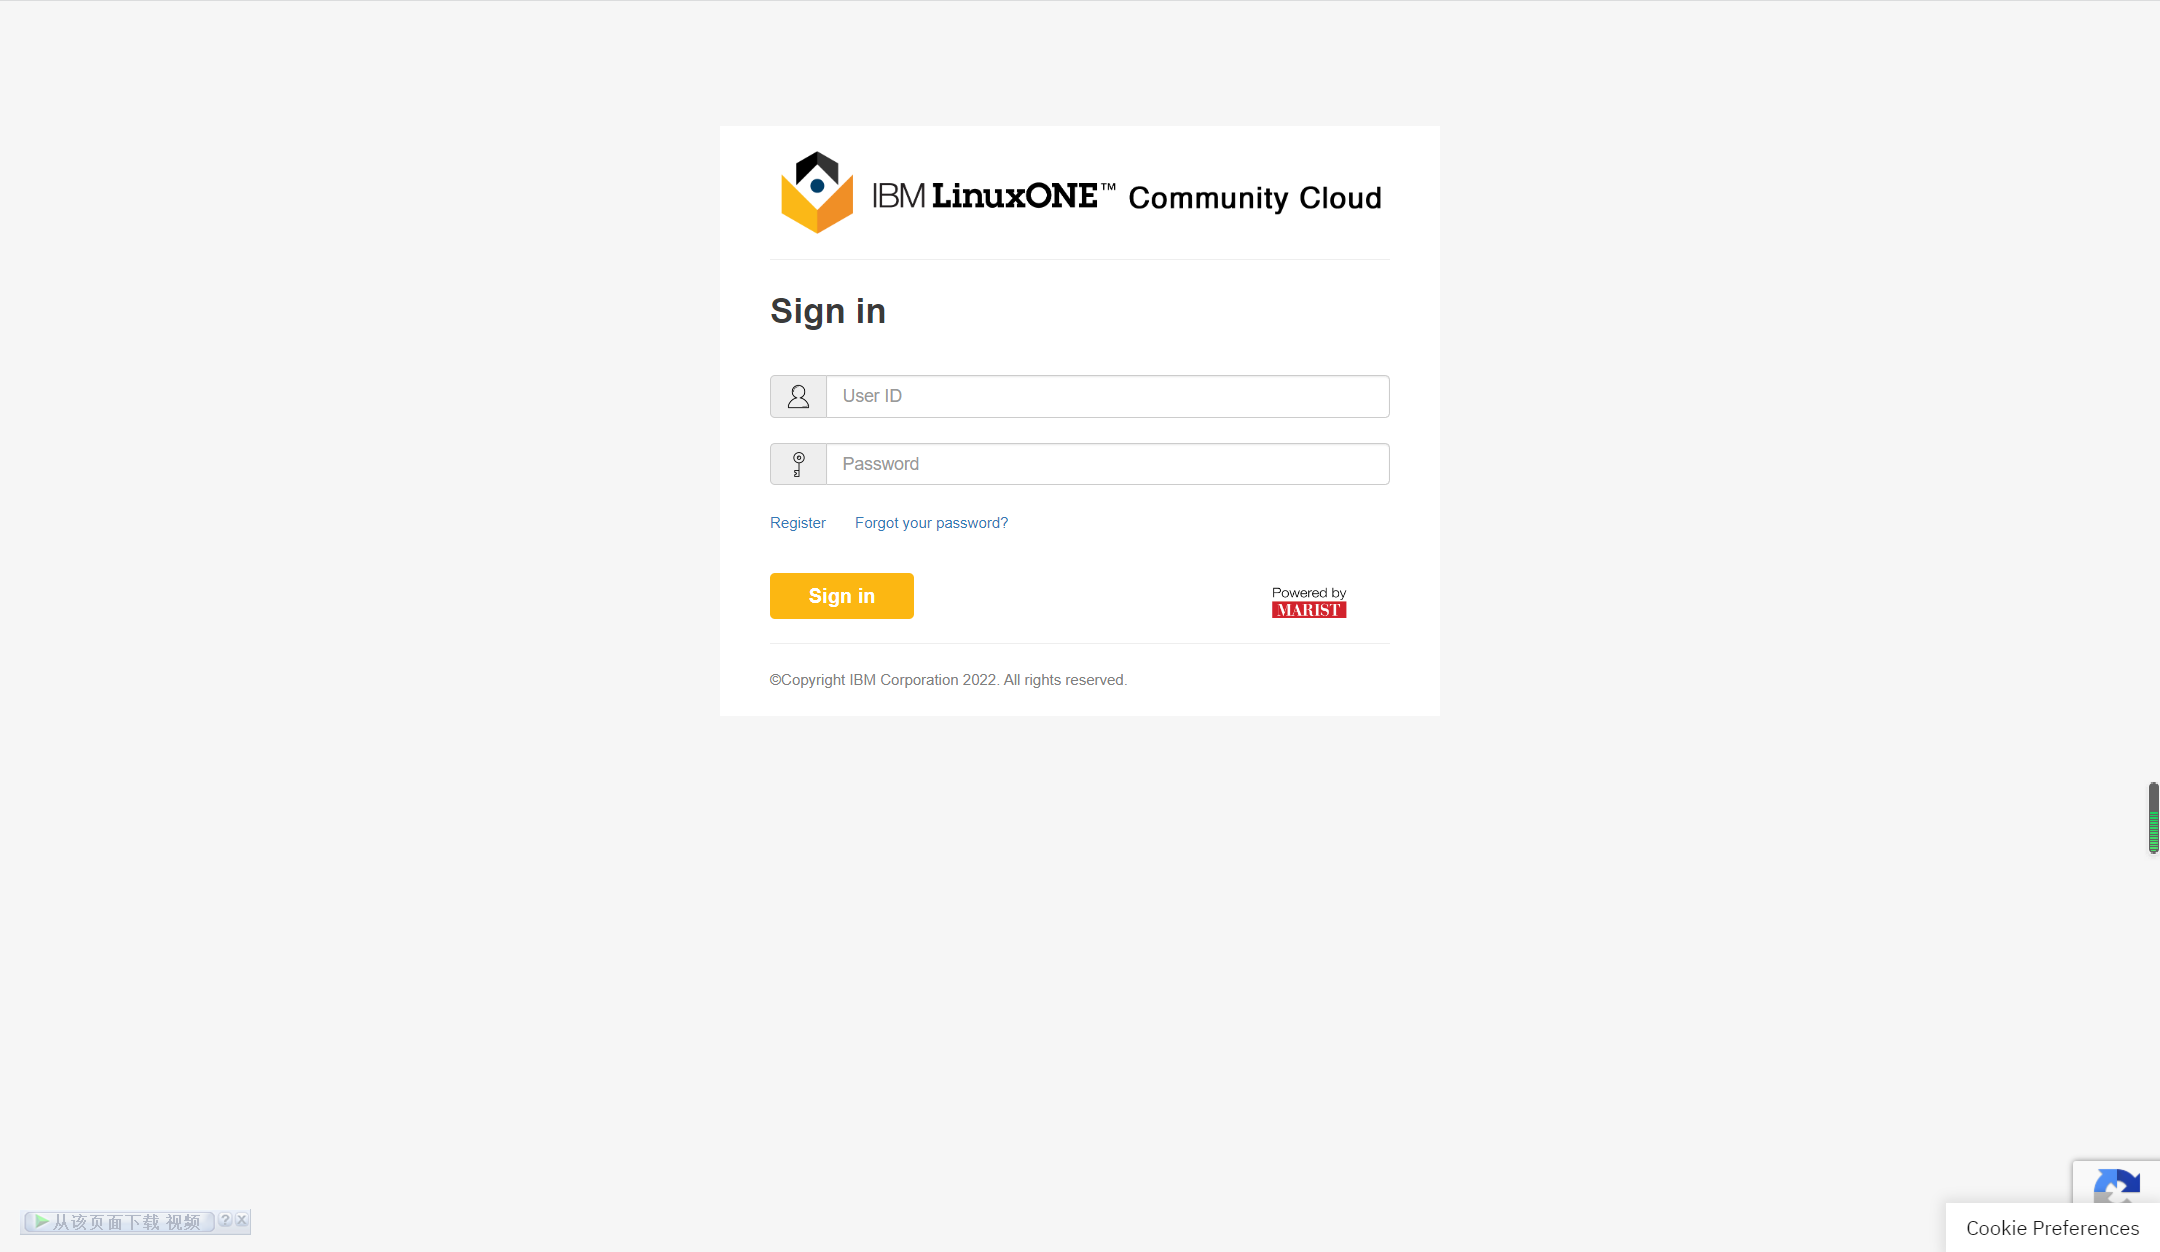 IBM LinuxONE™ Community Cloud
Sign in
User ID
Password
Register Forgot your password?
Sign in
Powered by
MARIST
©Copyright IBM Corporation 2022. All rights reserved.
从该页面下载 视频 ? x
Cookie Preferences